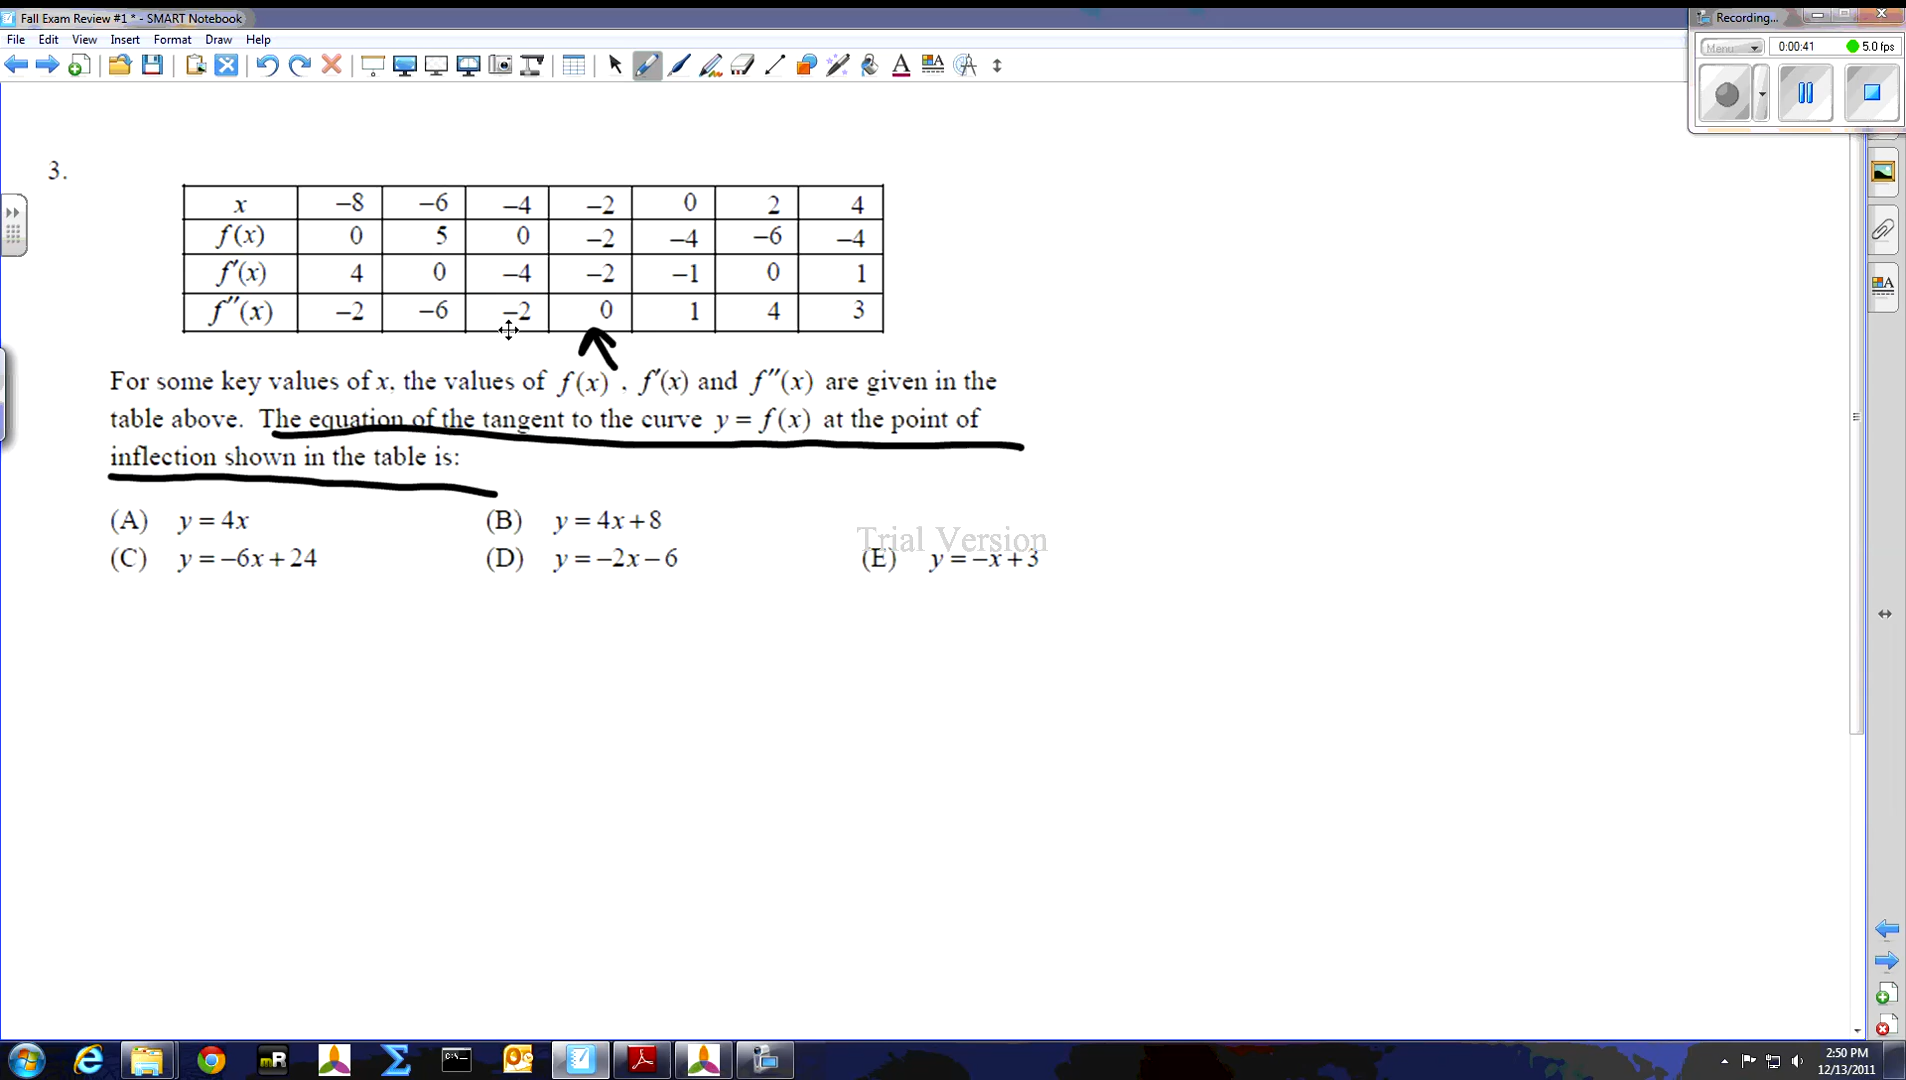 Fall Exam Review #1 * - SMART Notebook
Recording...
File Edit View Insert Format Draw Help
Menu 0:00:41 5.0 fps
3.
x −8 −6 −4 −2 0 2 4
f(x) 0 5 0 −2 −4 −6 −4
f′(x) 4 0 −4 −2 −1 0 1
f″(x) −2 −6 −2 0 1 4 3
For some key values of x, the values of f(x) , f′(x) and f″(x) are given in the
table above. The equation of the tangent to the curve y = f(x) at the point of
inflection shown in the table is:
(A) y = 4x (B) y = 4x + 8
Trial Version
(C) y = −6x + 24 (D) y = −2x − 6 (E) y = −x + 3
mR
C:\_
2:50 PM
12/13/2011